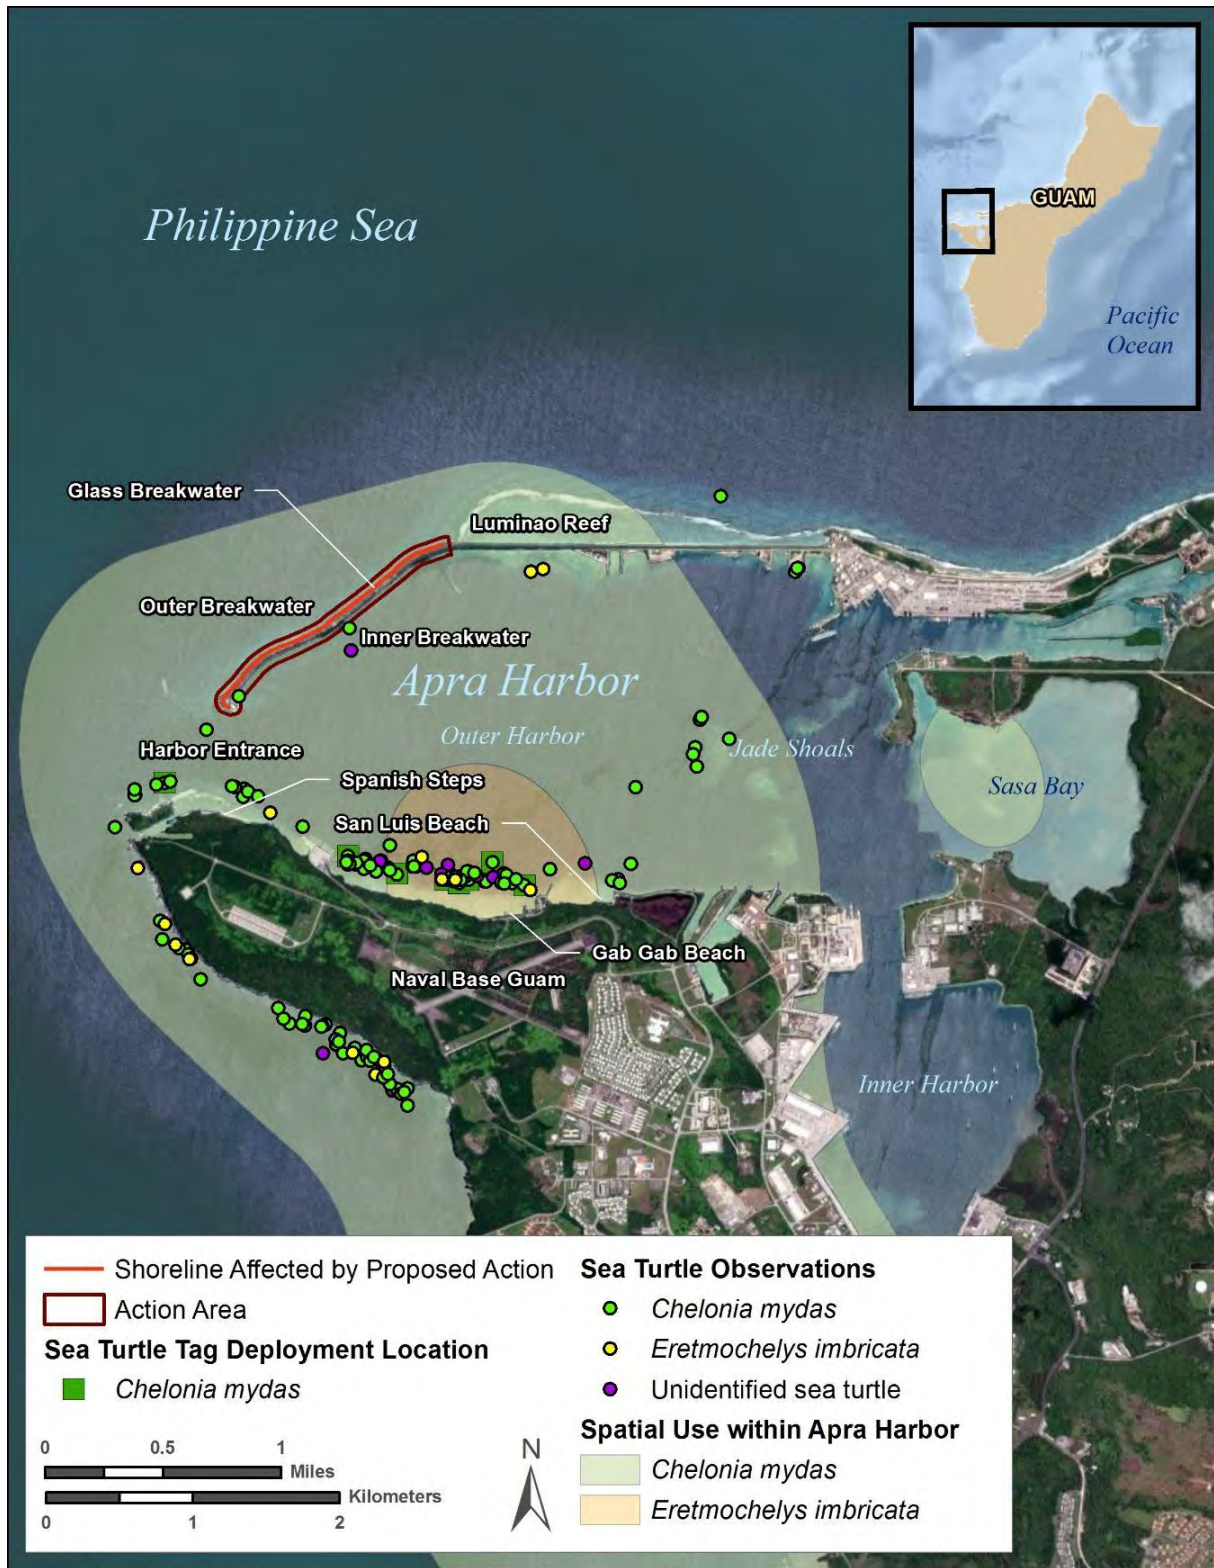 GUAM
Philippine Sea
Pacific
Ocean
Glass Breakwater
Luminao Reef
Outer Breakwater
Inner Breakwater
Apra Harbor
Outer Harbor
Harbor Entrance
Jade Shoals
Spanish Steps
Sasa Bay
San Luis Beach
Gab Gab Beach
Naval Base Guam
Inner Harbor
Shoreline Affected by Proposed Action
Action Area
Sea Turtle Tag Deployment Location
Chelonia mydas
0 0.5 1
Miles
Kilometers
0 1 2
N
Sea Turtle Observations
Chelonia mydas
Eretmochelys imbricata
Unidentified sea turtle
Spatial Use within Apra Harbor
Chelonia mydas
Eretmochelys imbricata